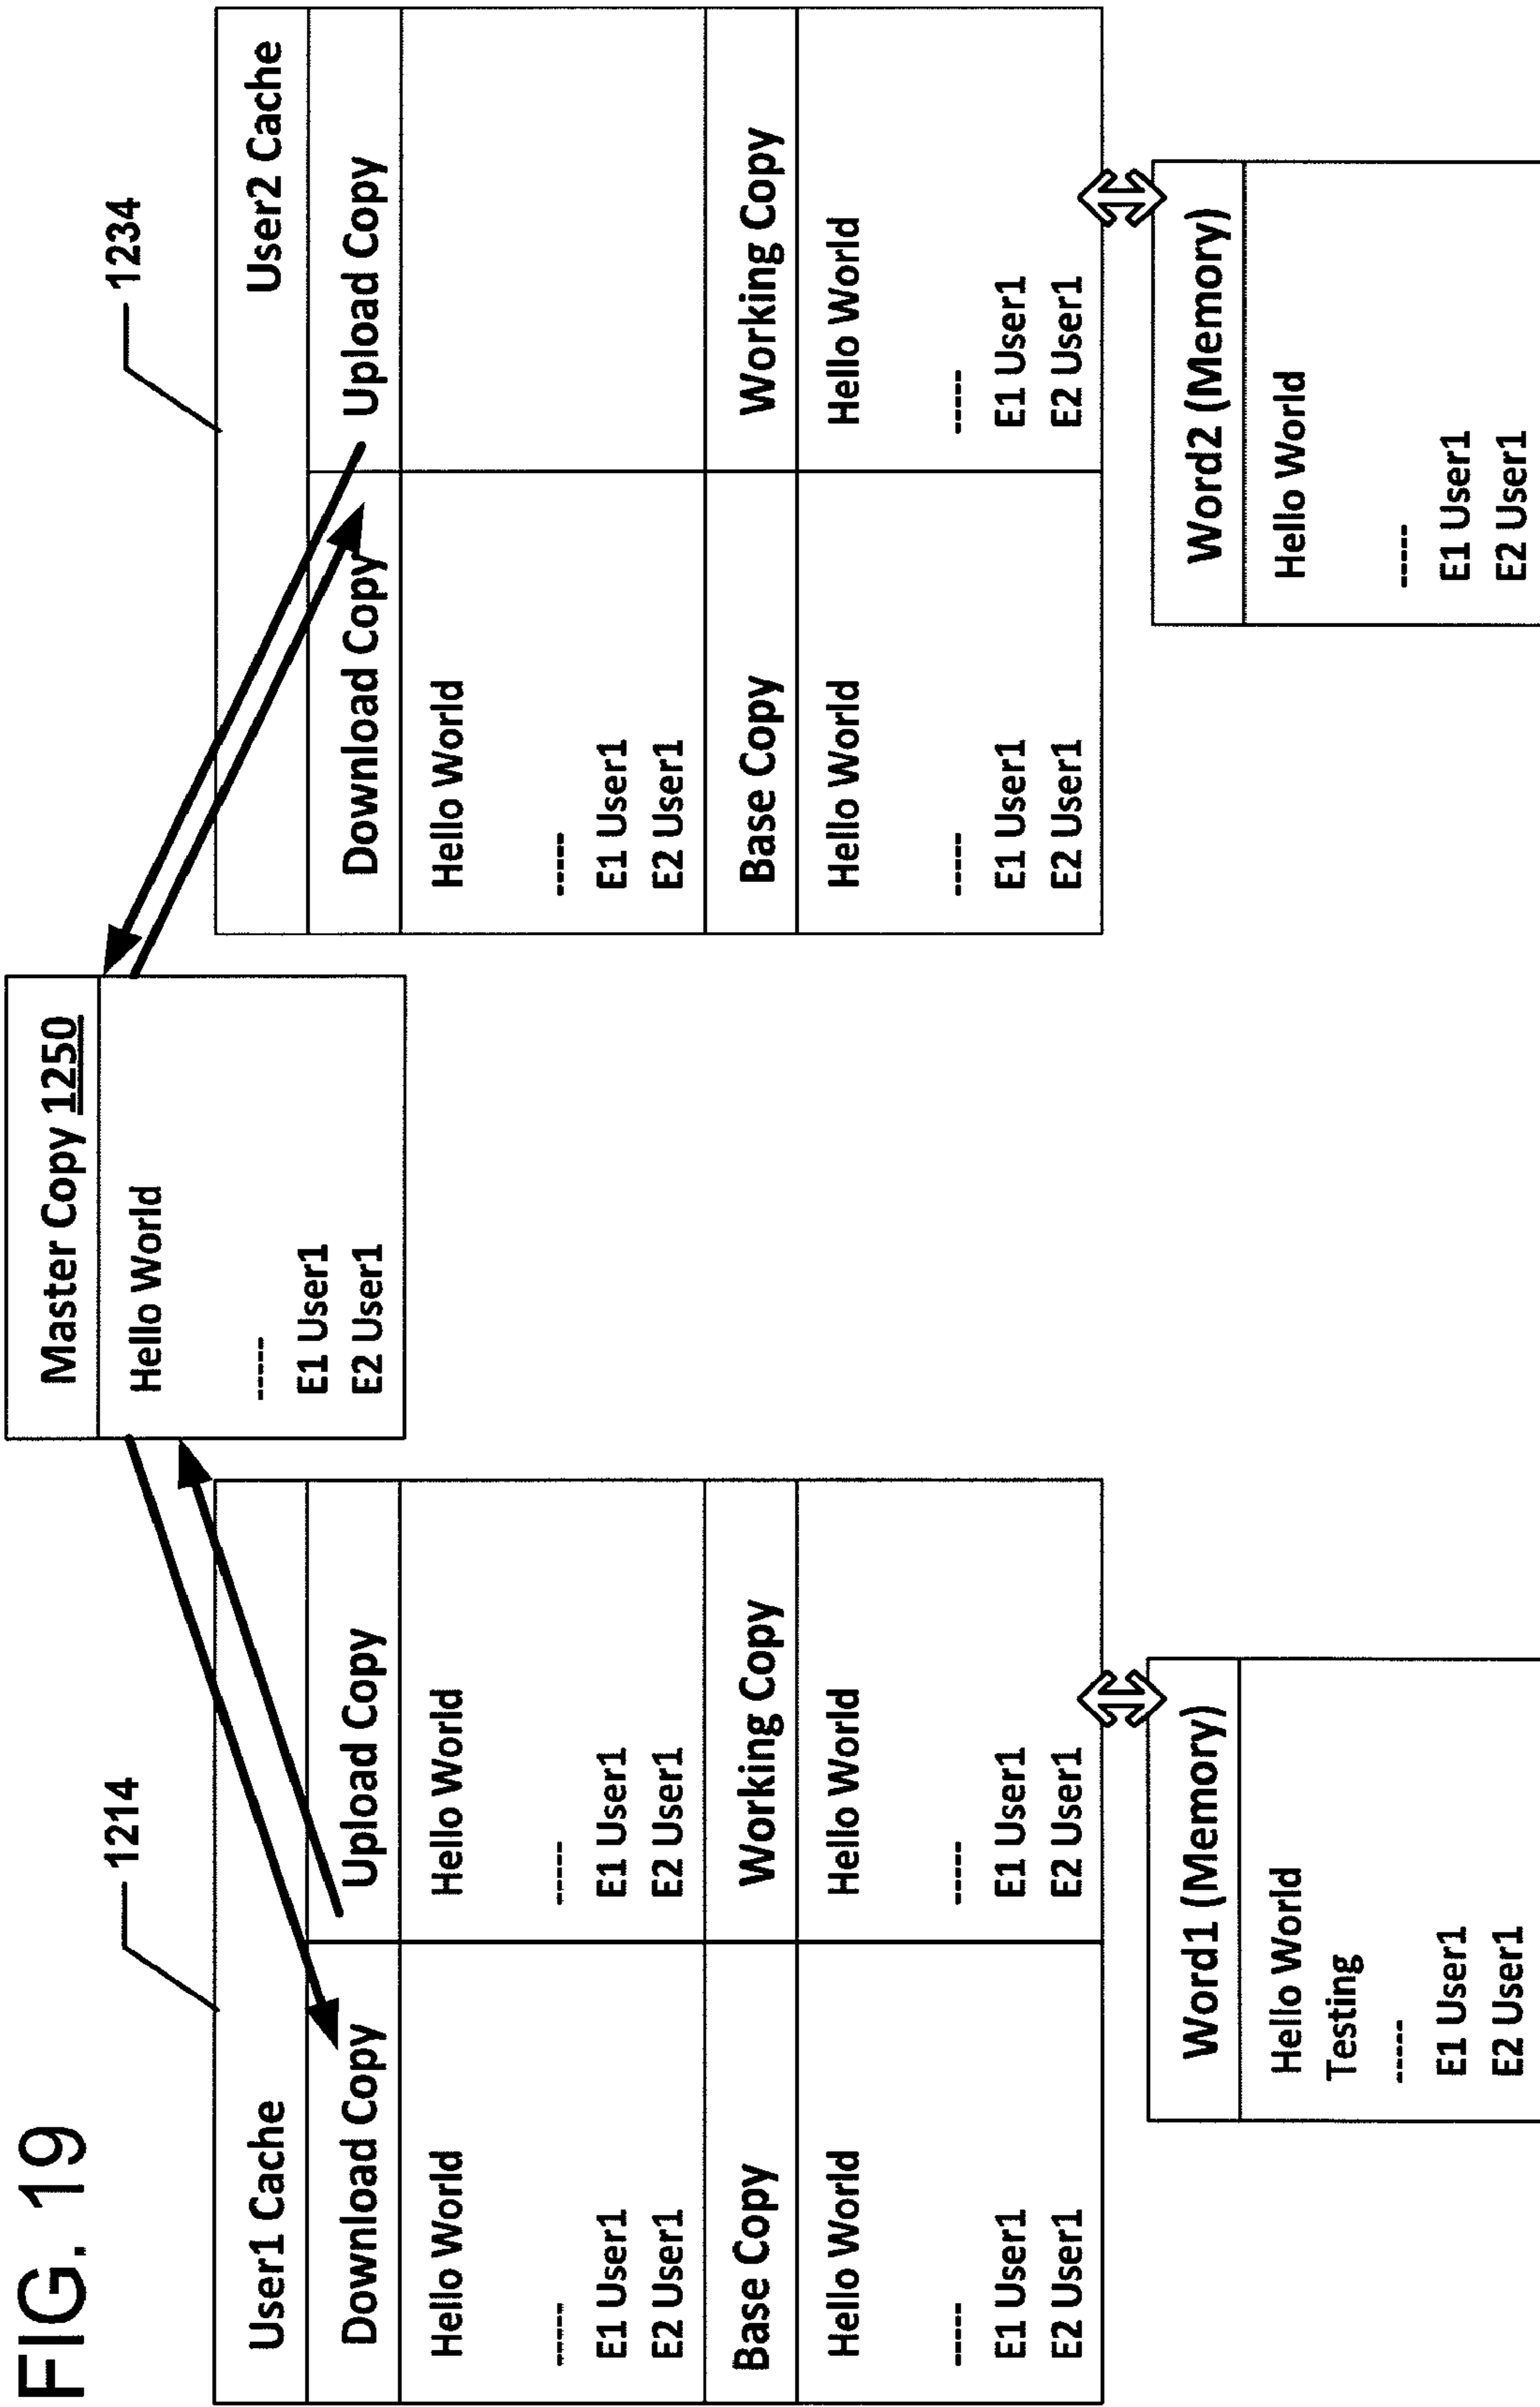 FIG. 19
Master Copy 1250
Hello World
-----
E1 User1
E2 User1
1214
User1 Cache
Download Copy
Hello World
-----
E1 User1
E2 User1
Upload Copy
Hello World
-----
E1 User1
E2 User1
Base Copy
Hello World
-----
E1 User1
E2 User1
Working Copy
Hello World
-----
E1 User1
E2 User1
Word1 (Memory)
Hello World
Testing
-----
E1 User1
E2 User1
1234
User2 Cache
Download Copy
Hello World
-----
E1 User1
E2 User1
Upload Copy
Base Copy
Hello World
-----
E1 User1
E2 User1
Working Copy
Hello World
-----
E1 User1
E2 User1
Word2 (Memory)
Hello World
-----
E1 User1
E2 User1